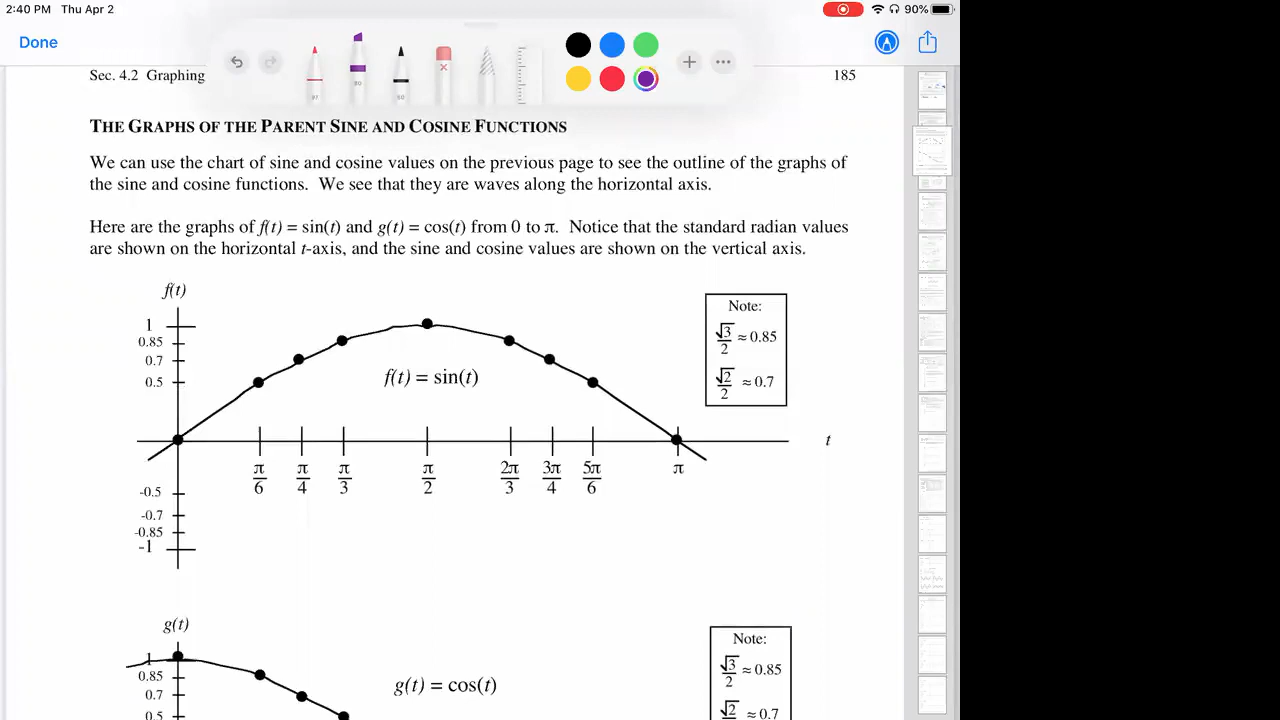 2:40 PM Thu Apr 2
90%
Done
97
80
50
Sec. 4.2 Graphing
185
THE GRAPHS OF THE PARENT SINE AND COSINE FUNCTIONS
We can use the chart of sine and cosine values on the previous page to see the outline of the graphs of
the sine and cosine functions. We see that they are waves along the horizontal axis.
Here are the graphs of f(t) = sin(t) and g(t) = cos(t) from 0 to π. Notice that the standard radian values
are shown on the horizontal t-axis, and the sine and cosine values are shown on the vertical axis.
f(t)
1
0.85
0.7
0.5
-0.5
-0.7
-0.85
-1
f(t) = sin(t)
π/6 π/4 π/3 π/2 2π/3 3π/4 5π/6 π
t
Note:
√3/2 ≈ 0.85
√2/2 ≈ 0.7
g(t)
1
0.85
0.7
0.5
g(t) = cos(t)
Note:
√3/2 ≈ 0.85
√2 ≈ 0.7